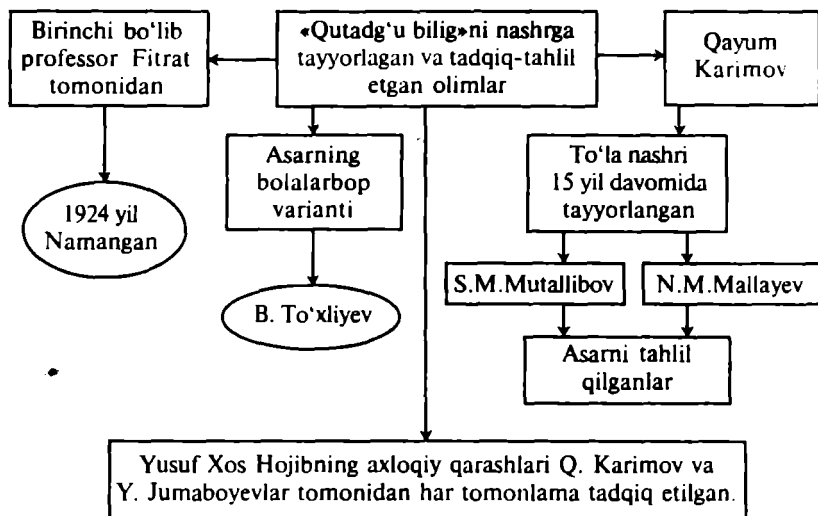 Birinchi bo‘lib
professor Fitrat
tomonidan
«Qutadg‘u bilig»ni nashrga
tayyorlagan va tadqiq-tahlil
etgan olimlar
Qayum
Karimov
1924 yil
Namangan
Asarning
bolalarbop
varianti
B. To‘xliyev
To‘la nashri
15 yil davomida
tayyorlangan
S.M.Mutallibov
N.M.Mallayev
Asarni tahlil
qilganlar
Yusuf Xos Hojibning axloqiy qarashlari Q. Karimov va
Y. Jumaboyevlar tomonidan har tomonlama tadqiq etilgan.